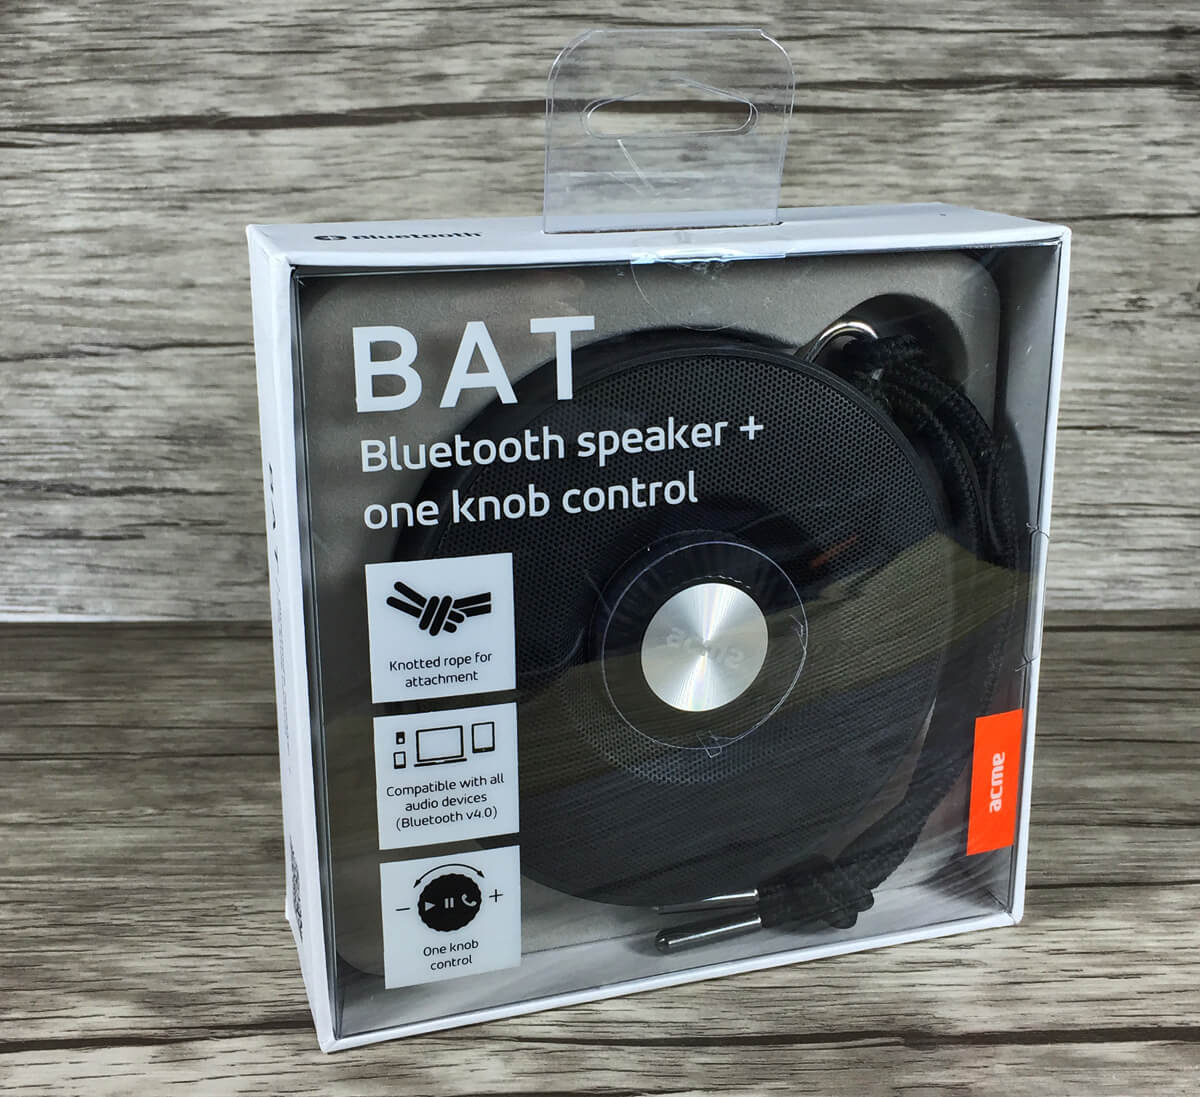 Bluetooth
BAT
Bluetooth speaker +
one knob control
Knotted rope for
attachment
Compatible with all
audio devices
(Bluetooth v4.0)
− +
One knob
control
acme